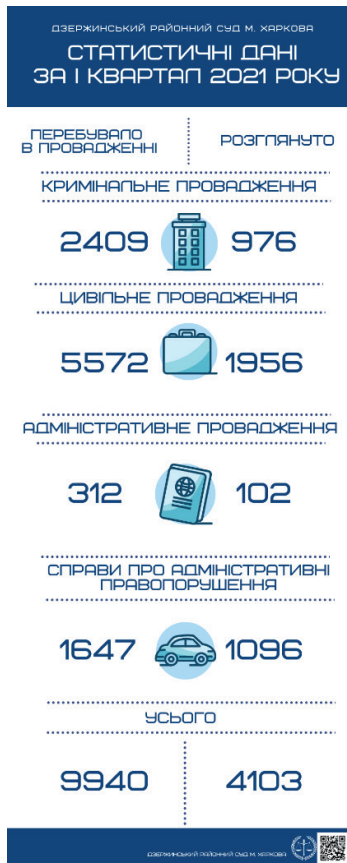 ДЗЕРЖИНСЬКИЙ РАЙОННИЙ СУД М. ХАРКОВА
СТАТИСТИЧНІ ДАНІ
ЗА І КВАРТАЛ 2021 РОКУ
ПЕРЕБУВАЛО
В ПРОВАДЖЕННІ
РОЗГЛЯНУТО
КРИМІНАЛЬНЕ ПРОВАДЖЕННЯ
2409 976
ЦИВІЛЬНЕ ПРОВАДЖЕННЯ
5572 1956
АДМІНІСТРАТИВНЕ ПРОВАДЖЕННЯ
312 102
СПРАВИ ПРО АДМІНІСТРАТИВНІ
ПРАВОПОРУШЕННЯ
1647 1096
УСЬОГО
9940 4103
ДЗЕРЖИНСЬКИЙ РАЙОННИЙ СУД М. ХАРКОВА